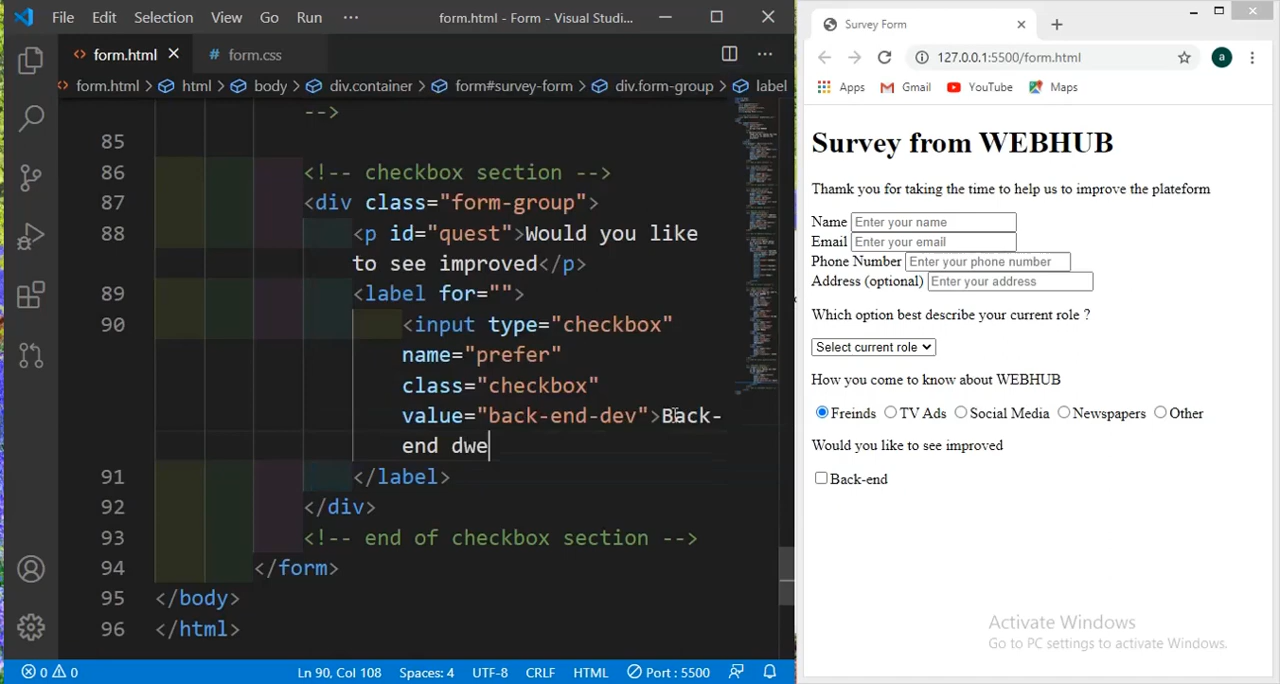 File Edit Selection View Go Run ··· form.html - Form - Visual Studi...
form.html # form.css
form.html > html > body > div.container > form#survey-form > div.form-group > label
-->
85
86 <!-- checkbox section -->
87 <div class="form-group">
88 <p id="quest">Would you like
to see improved</p>
89 <label for="">
90 <input type="checkbox"
name="prefer"
class="checkbox"
value="back-end-dev">Back-
end dwe
91 </label>
92 </div>
93 <!-- end of checkbox section -->
94 </form>
95 </body>
96 </html>
0 0 Ln 90, Col 108 Spaces: 4 UTF-8 CRLF HTML Port : 5500
Survey Form
127.0.0.1:5500/form.html a
Apps Gmail YouTube Maps
Survey from WEBHUB
Thamk you for taking the time to help us to improve the plateform
Name Enter your name
Email Enter your email
Phone Number Enter your phone number
Address (optional) Enter your address
Which option best describe your current role ?
Select current role
How you come to know about WEBHUB
Freinds TV Ads Social Media Newspapers Other
Would you like to see improved
Back-end
Activate Windows
Go to PC settings to activate Windows.